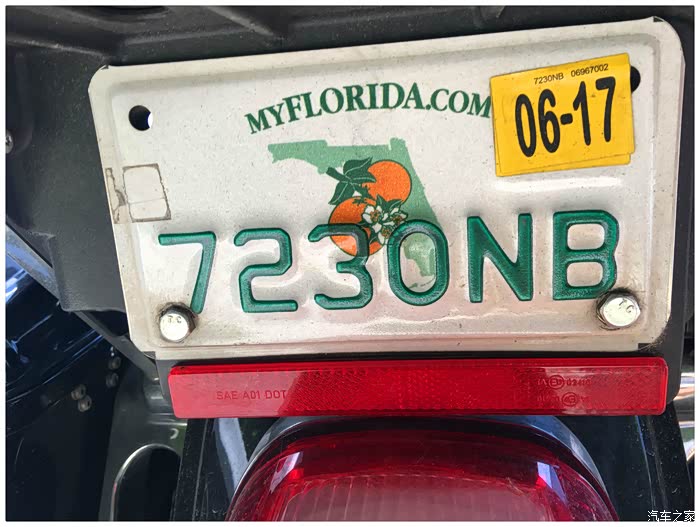 7230NB 06967002
06-17
MYFLORIDA.COM
7230NB
T.C
T.C
SAE A01 DOT
汽车之家